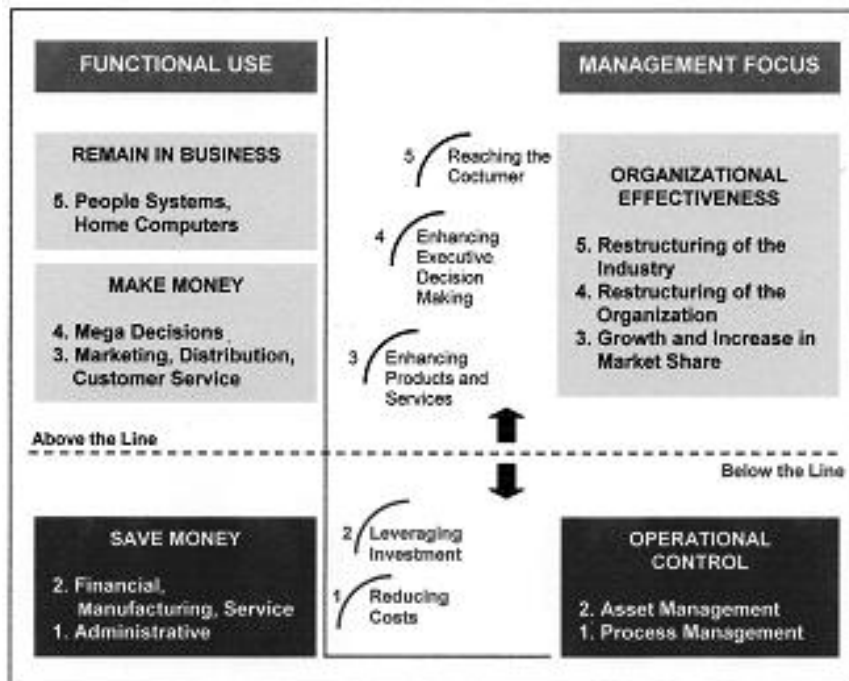 FUNCTIONAL USE
MANAGEMENT FOCUS
REMAIN IN BUSINESS
5. People Systems,
Home Computers
MAKE MONEY
4. Mega Decisions
3. Marketing, Distribution,
Customer Service
5 Reaching the
Coctumer
4 Enhancing
Executive
Decision
Making
3 Enhancing
Products and
Services
ORGANIZATIONAL
EFFECTIVENESS
5. Restructuring of the
Industry
4. Restructuring of the
Organization
3. Growth and Increase in
Market Share
Above the Line
Below the Line
SAVE MONEY
2. Financial,
Manufacturing, Service
1. Administrative
2 Leveraging
Investment
1 Reducing
Costs
OPERATIONAL
CONTROL
2. Asset Management
1. Process Management